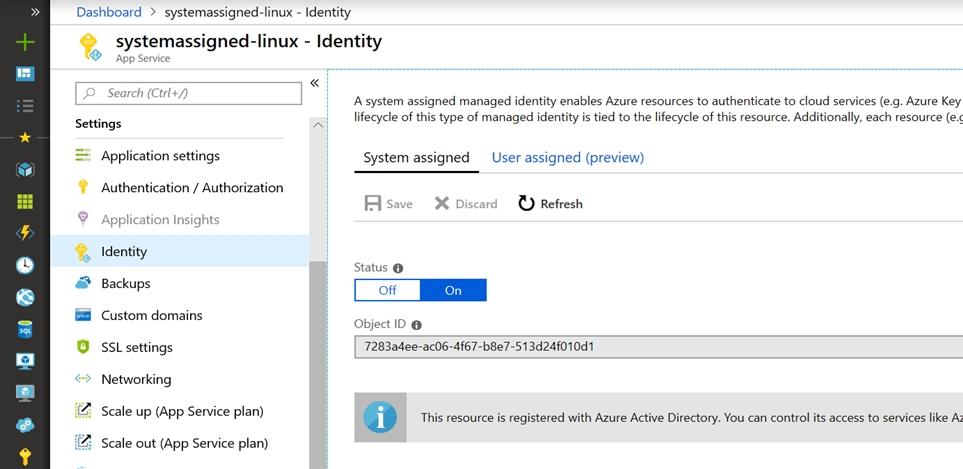 Dashboard > systemassigned-linux - Identity
systemassigned-linux - Identity
App Service
Search (Ctrl+/)
Settings
Application settings
Authentication / Authorization
Application Insights
Identity
Backups
Custom domains
SSL settings
Networking
Scale up (App Service plan)
Scale out (App Service plan)
A system assigned managed identity enables Azure resources to authenticate to cloud services (e.g. Azure Key
lifecycle of this type of managed identity is tied to the lifecycle of this resource. Additionally, each resource (e.g
System assigned User assigned (preview)
Save Discard Refresh
Status
Off On
Object ID
7283a4ee-ac06-4f67-b8e7-513d24f010d1
This resource is registered with Azure Active Directory. You can control its access to services like Az
SQL